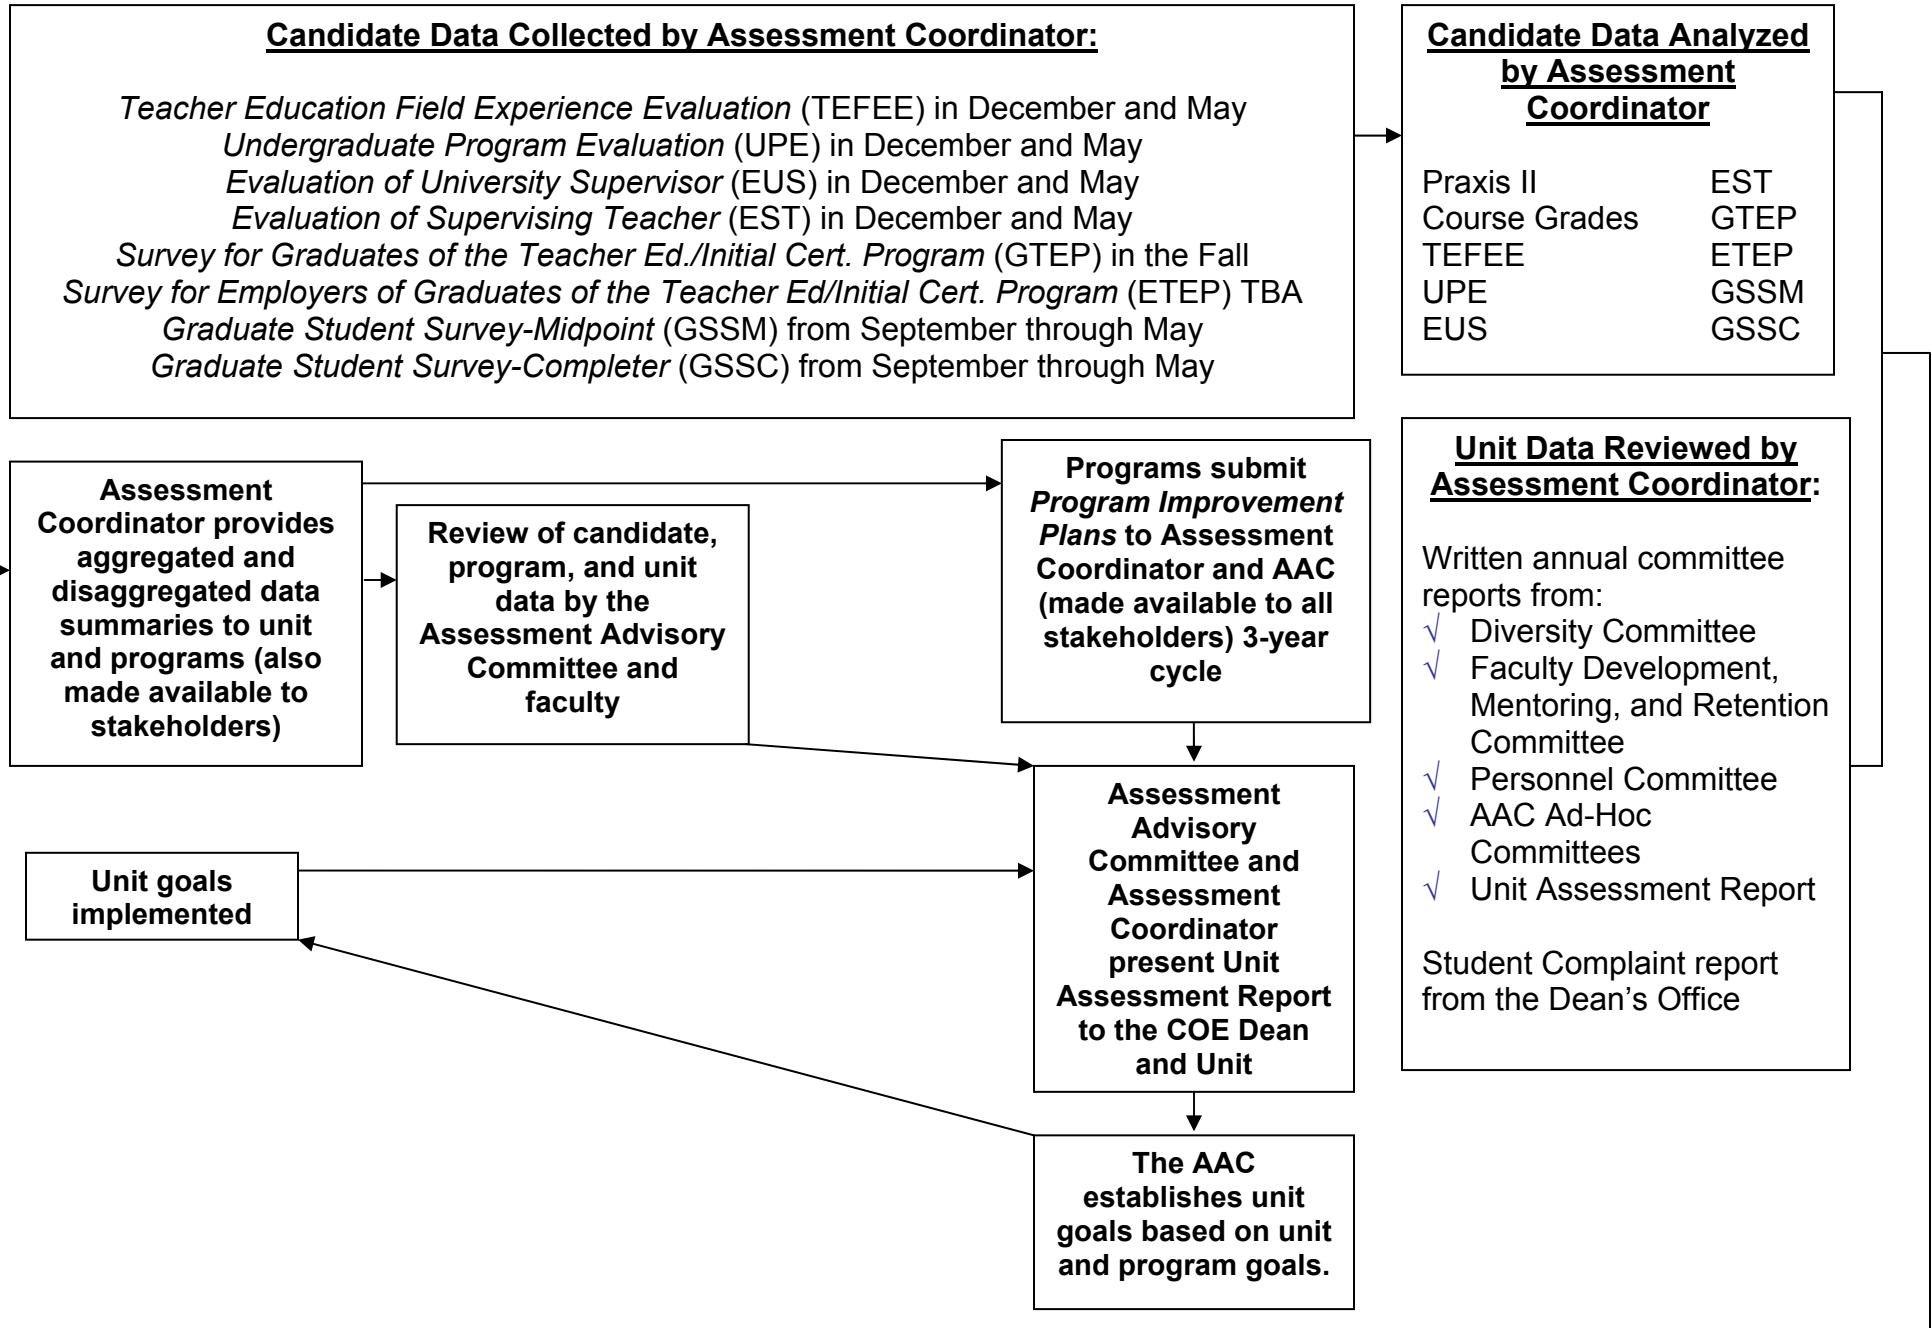 Candidate Data Collected by Assessment Coordinator:
Teacher Education Field Experience Evaluation (TEFEE) in December and May
Undergraduate Program Evaluation (UPE) in December and May
Evaluation of University Supervisor (EUS) in December and May
Evaluation of Supervising Teacher (EST) in December and May
Survey for Graduates of the Teacher Ed./Initial Cert. Program (GTEP) in the Fall
Survey for Employers of Graduates of the Teacher Ed/Initial Cert. Program (ETEP) TBA
Graduate Student Survey-Midpoint (GSSM) from September through May
Graduate Student Survey-Completer (GSSC) from September through May
Candidate Data Analyzed
by Assessment
Coordinator
Praxis II EST
Course Grades GTEP
TEFEE ETEP
UPE GSSM
EUS GSSC
Assessment
Coordinator provides
aggregated and
disaggregated data
summaries to unit
and programs (also
made available to
stakeholders)
Review of candidate,
program, and unit
data by the
Assessment Advisory
Committee and
faculty
Programs submit
Program Improvement
Plans to Assessment
Coordinator and AAC
(made available to all
stakeholders) 3-year
cycle
Unit Data Reviewed by
Assessment Coordinator:
Written annual committee
reports from:
√ Diversity Committee
√ Faculty Development,
Mentoring, and Retention
Committee
√ Personnel Committee
√ AAC Ad-Hoc
Committees
√ Unit Assessment Report
Student Complaint report
from the Dean’s Office
Unit goals
implemented
Assessment
Advisory
Committee and
Assessment
Coordinator
present Unit
Assessment Report
to the COE Dean
and Unit
The AAC
establishes unit
goals based on unit
and program goals.